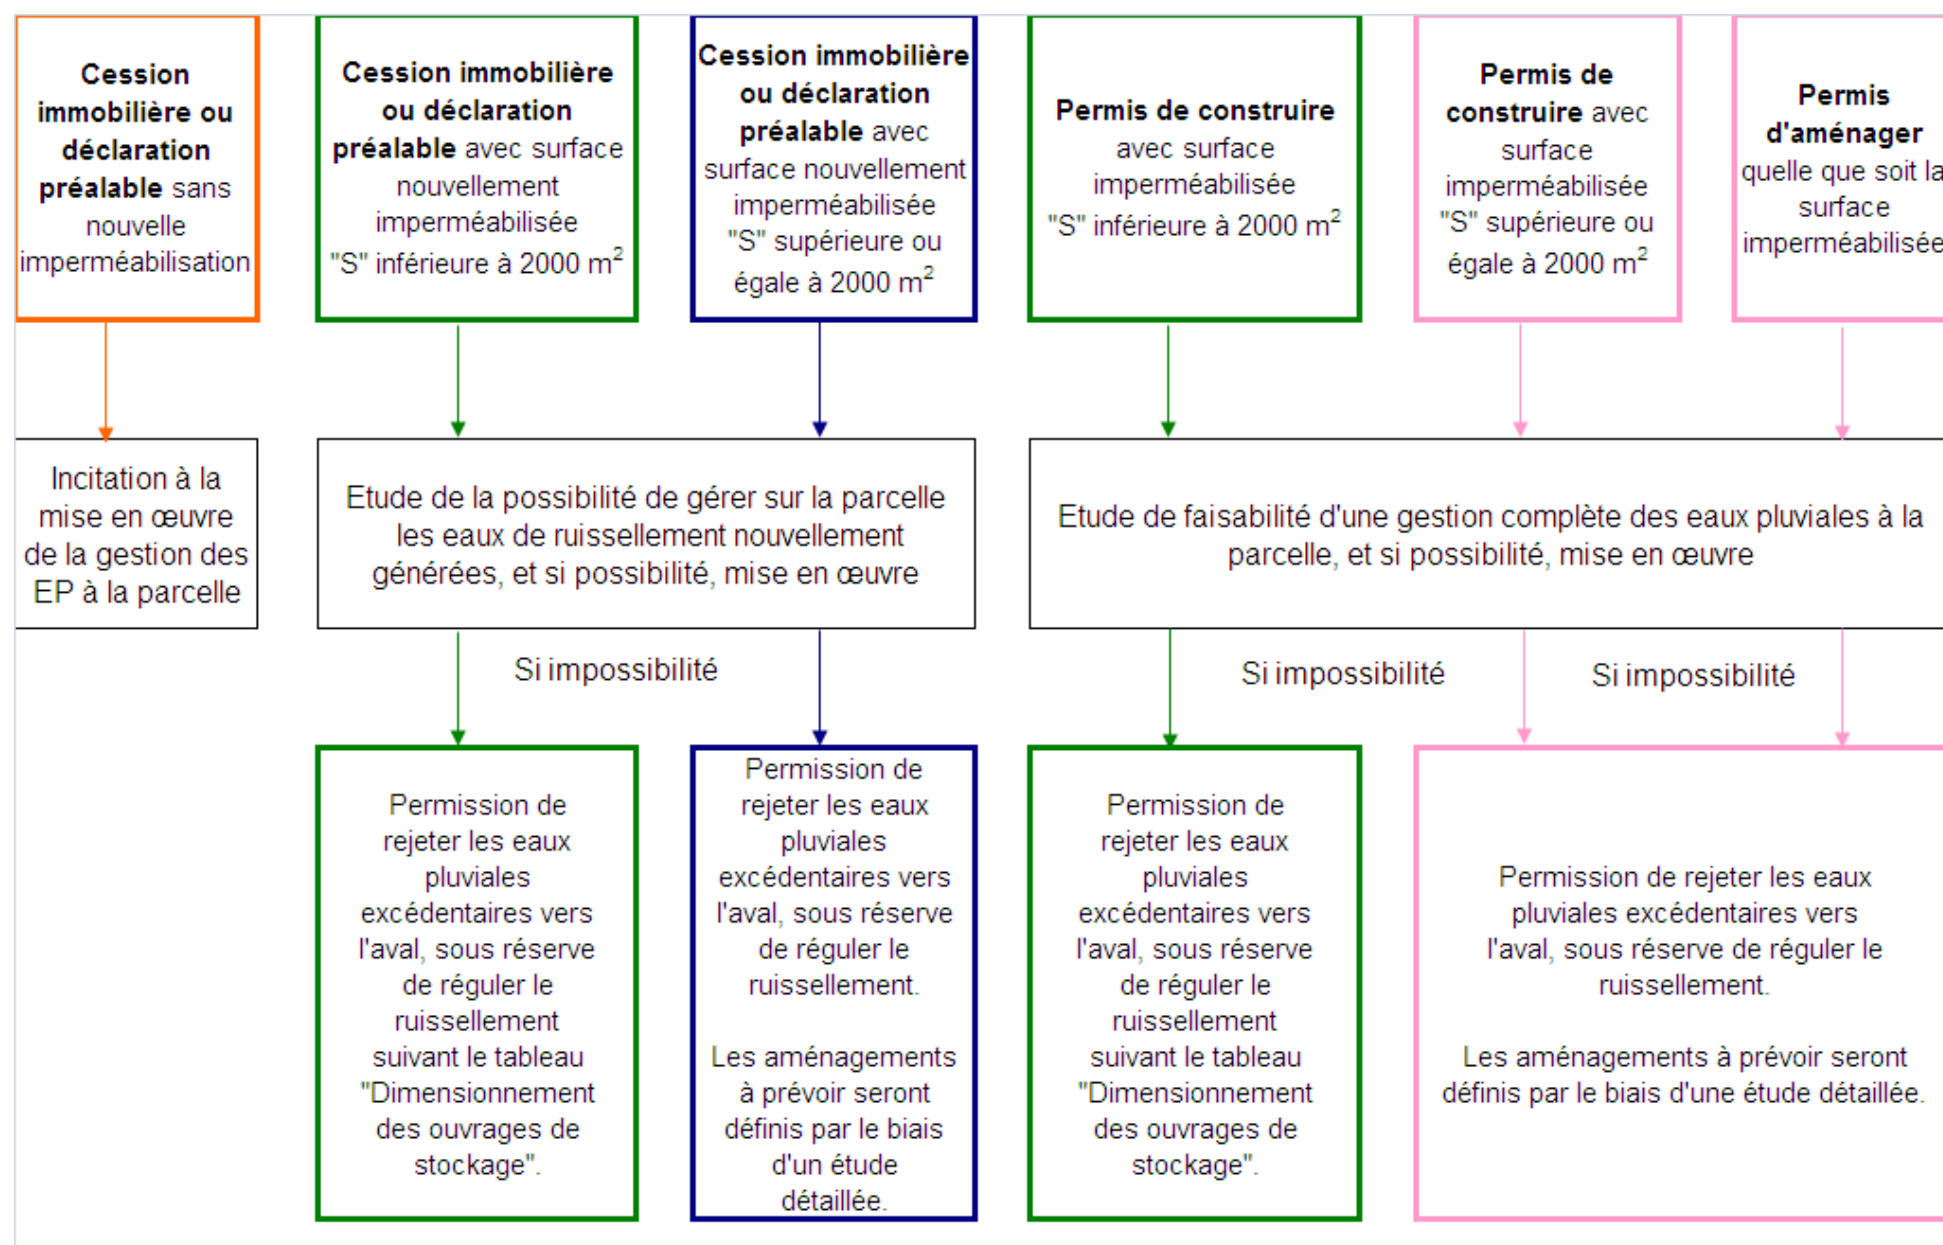 Cession
immobilière ou
déclaration
préalable sans
nouvelle
imperméabilisation
Cession immobilière
ou déclaration
préalable avec surface
nouvellement
imperméabilisée
"S" inférieure à 2000 m²
Cession immobilière
ou déclaration
préalable avec
surface nouvellement
imperméabilisée
"S" supérieure ou
égale à 2000 m²
Permis de construire
avec surface
imperméabilisée
"S" inférieure à 2000 m²
Permis de
construire avec
surface
imperméabilisée
"S" supérieure ou
égale à 2000 m²
Permis
d'aménager
quelle que soit la
surface
imperméabilisée
Incitation à la
mise en œuvre
de la gestion des
EP à la parcelle
Etude de la possibilité de gérer sur la parcelle
les eaux de ruissellement nouvellement
générées, et si possibilité, mise en œuvre
Etude de faisabilité d'une gestion complète des eaux pluviales à la
parcelle, et si possibilité, mise en œuvre
Si impossibilité
Si impossibilité
Si impossibilité
Permission de
rejeter les eaux
pluviales
excédentaires vers
l'aval, sous réserve
de réguler le
ruissellement
suivant le tableau
"Dimensionnement
des ouvrages de
stockage".
Permission de
rejeter les eaux
pluviales
excédentaires vers
l'aval, sous réserve
de réguler le
ruissellement.
Les aménagements
à prévoir seront
définis par le biais
d'un étude
détaillée.
Permission de
rejeter les eaux
pluviales
excédentaires vers
l'aval, sous réserve
de réguler le
ruissellement
suivant le tableau
"Dimensionnement
des ouvrages de
stockage".
Permission de rejeter les eaux
pluviales excédentaires vers
l'aval, sous réserve de réguler le
ruissellement.
Les aménagements à prévoir seront
définis par le biais d'une étude détaillée.